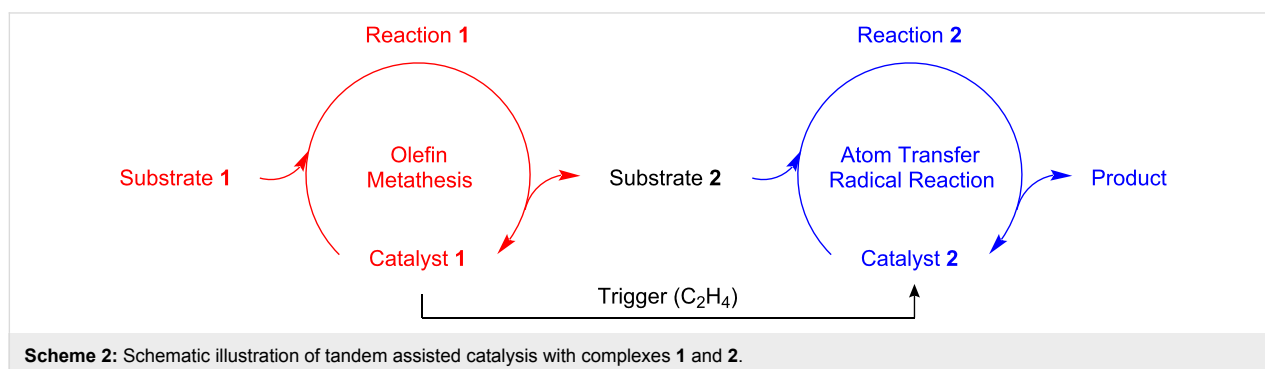 Reaction 1
Reaction 2
Olefin
Metathesis
Atom Transfer
Radical Reaction
Substrate 1
Substrate 2
Product
Catalyst 1
Catalyst 2
Trigger (C₂H₄)
Scheme 2: Schematic illustration of tandem assisted catalysis with complexes 1 and 2.